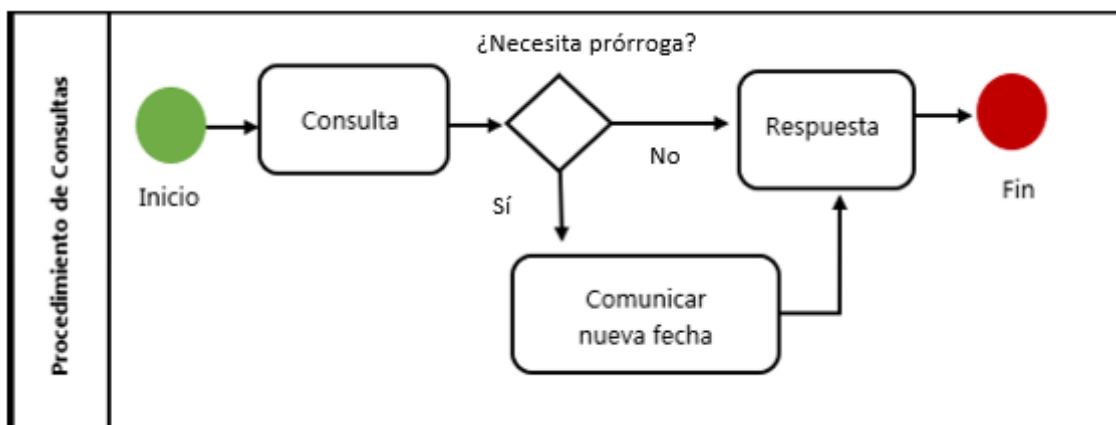 Procedimiento de Consultas
¿Necesita prórroga?
Consulta
Respuesta
No
Inicio
Sí
Fin
Comunicar
nueva fecha